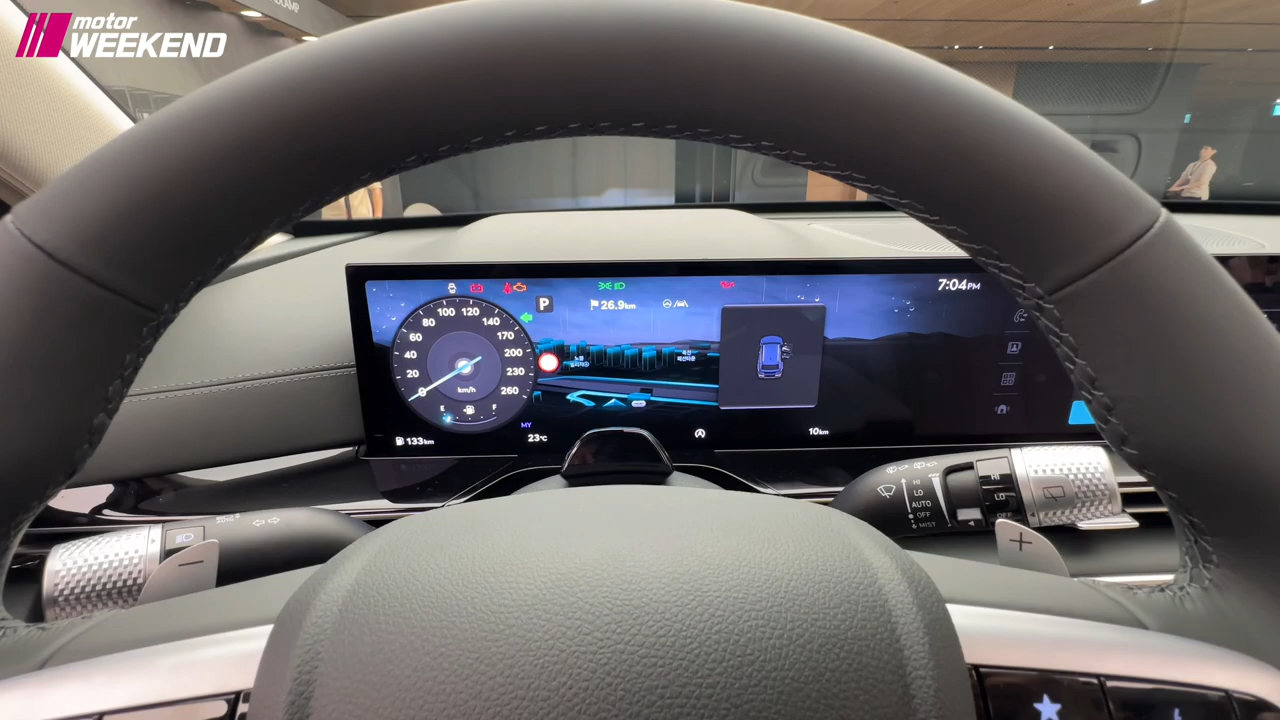 motor
WEEKEND
7:04PM
P
26.9km
0
20
40
60
80
100
120
140
170
200
230
260
km/h
E
F
133km
MY
23℃
10km
HI
LO
AUTO
OFF
MIST
HI
LO
OFF
−
+